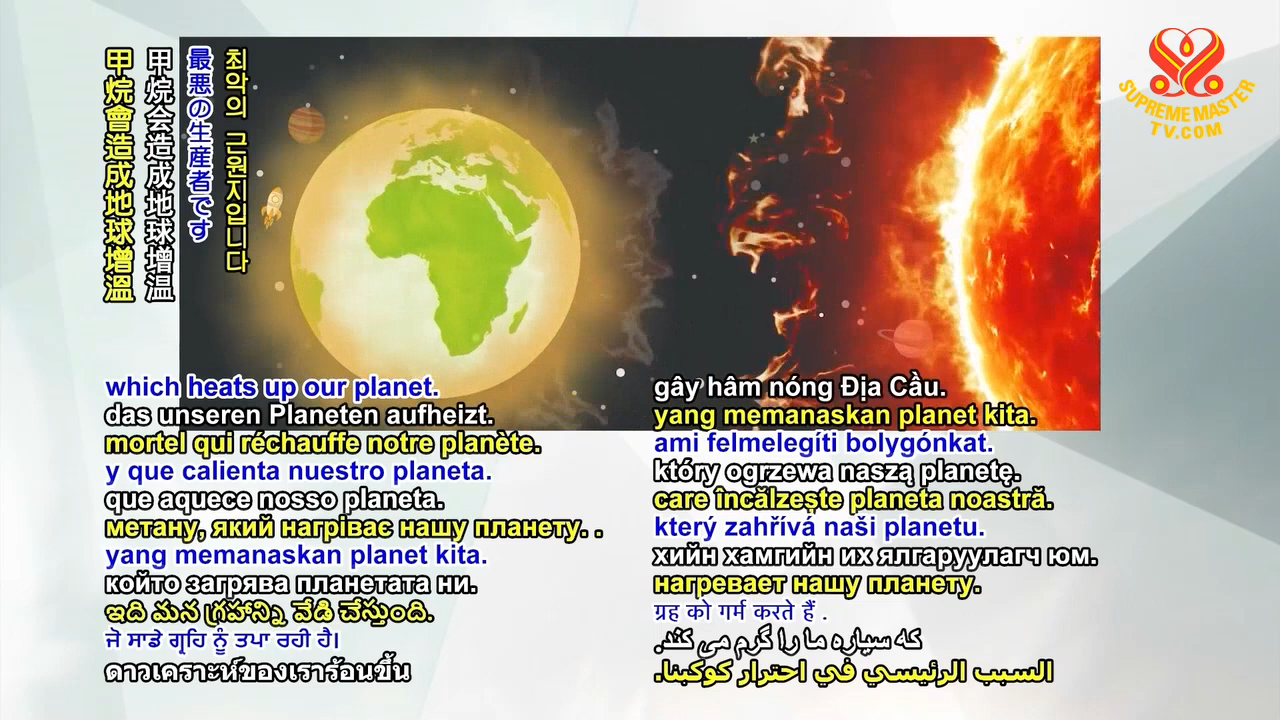 甲烷會造成地球增溫
甲烷会造成地球增温
最悪の生産者です
최악의 근원지입니다
SUPREME MASTER
TV.COM
which heats up our planet.
das unseren Planeten aufheizt.
mortel qui réchauffe notre planète.
y que calienta nuestro planeta.
que aquece nosso planeta.
метану, який нагріває нашу планету. .
yang memanaskan planet kita.
който загрява планетата ни.
ఇది మన గ్రహాన్ని వేడి చేస్తుంది.
ਜੋ ਸਾਡੇ ਗ੍ਰਹਿ ਨੂੰ ਤਪਾ ਰਹੀ ਹੈ।
ดาวเคราะห์ของเราร้อนขึ้น
gây hâm nóng Địa Cầu.
yang memanaskan planet kita.
ami felmelegíti bolygónkat.
który ogrzewa naszą planetę.
care încălzește planeta noastră.
který zahřívá naši planetu.
хийн хамгийн их ялгаруулагч юм.
нагревает нашу планету.
ग्रह को गर्म करते हैं .
که سیاره ما را گرم می کند.
السبب الرئيسي في احترار كوكبنا.